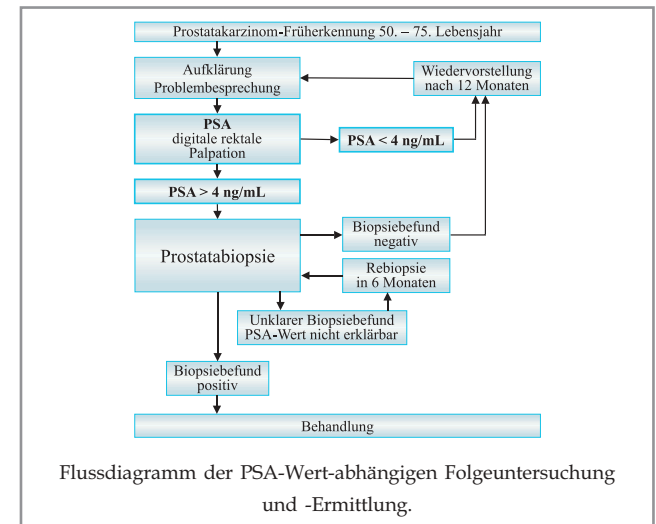 Prostatakarzinom-Früherkennung 50. – 75. Lebensjahr
Aufklärung
Problembesprechung
Wiedervorstellung
nach 12 Monaten
PSA
digitale rektale
Palpation
PSA < 4 ng/mL
PSA > 4 ng/mL
Prostatabiopsie
Biopsiebefund
negativ
Rebiopsie
in 6 Monaten
Unklarer Biopsiebefund
PSA-Wert nicht erklärbar
Biopsiebefund
positiv
Behandlung
Flussdiagramm der PSA-Wert-abhängigen Folgeuntersuchung
und -Ermittlung.